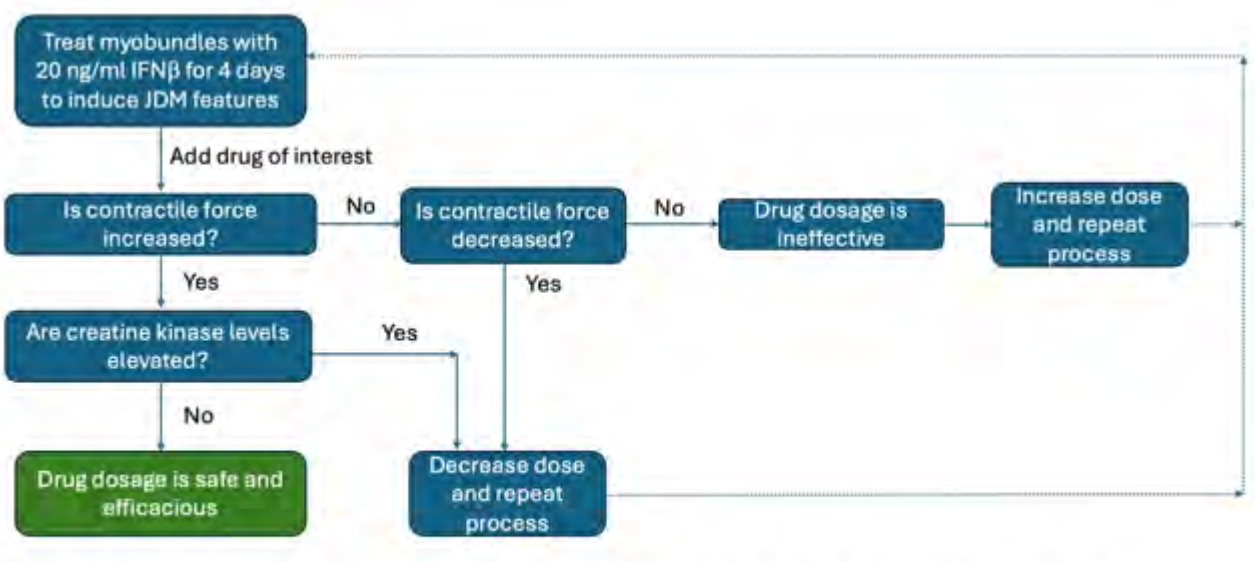 Treat myobundles with
20 ng/ml IFNβ for 4 days
to induce JDM features
Add drug of interest
Is contractile force
increased?
No
Is contractile force
decreased?
No
Drug dosage is
ineffective
Increase dose
and repeat
process
Yes
Yes
Are creatine kinase levels
elevated?
Yes
No
Drug dosage is safe and
efficacious
Decrease dose
and repeat
process